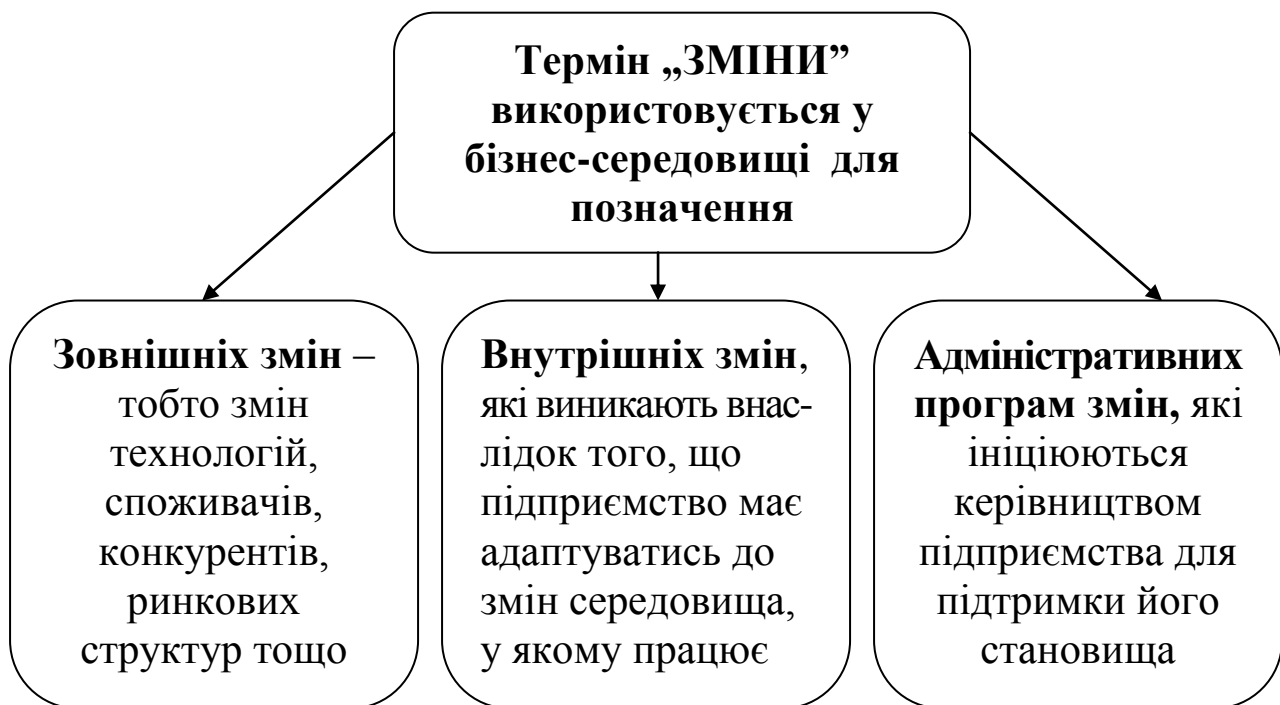 Термін „ЗМІНИ”
використовується у
бізнес-середовищі для
позначення
Зовнішніх змін –
тобто змін
технологій,
споживачів,
конкурентів,
ринкових
структур тощо
Внутрішніх змін,
які виникають внас-
лідок того, що
підприємство має
адаптуватись до
змін середовища,
у якому працює
Адміністративних
програм змін, які
ініціюються
керівництвом
підприємства для
підтримки його
становища